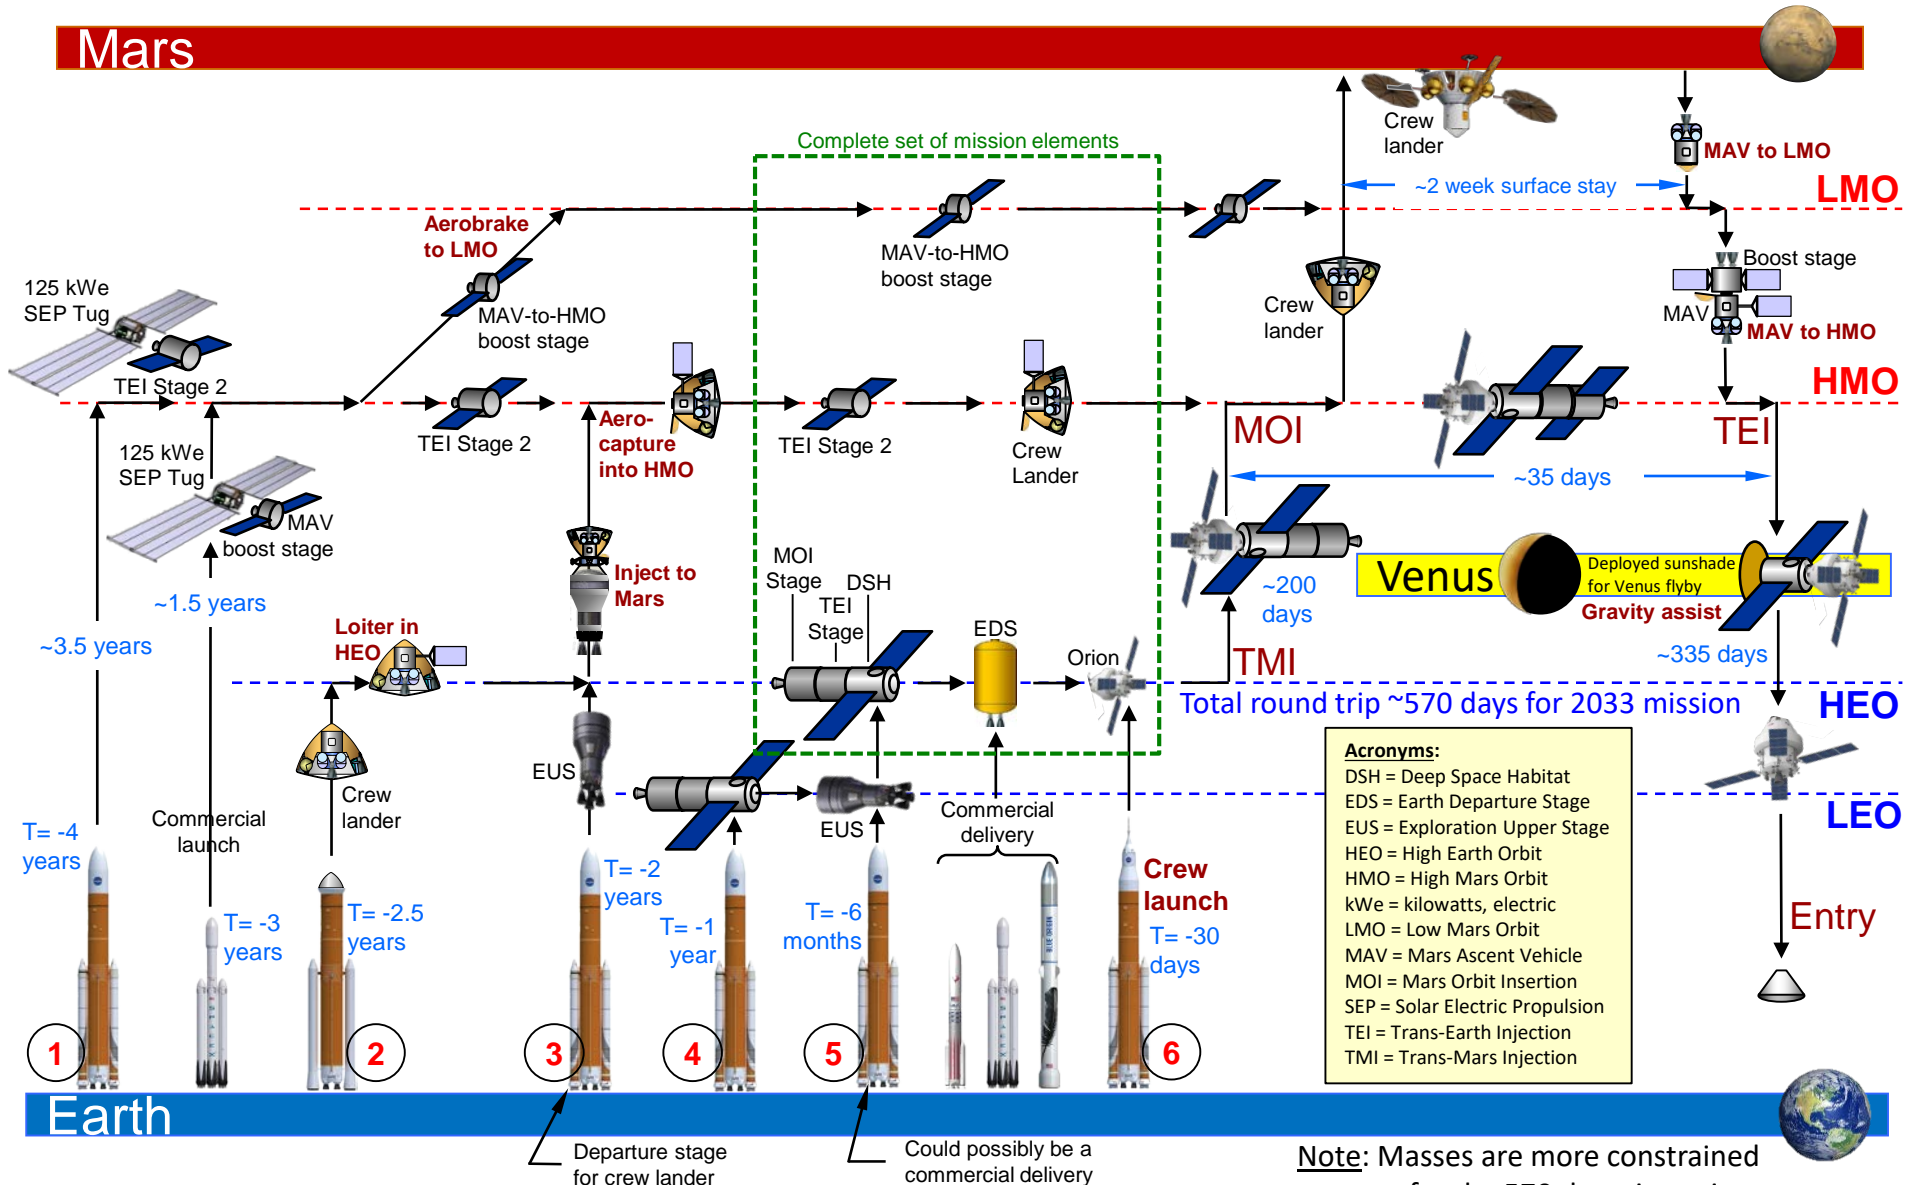 Mars
Complete set of mission elements
Crew
lander
MAV to LMO
~2 week surface stay
LMO
Aerobrake
to LMO
MAV-to-HMO
boost stage
125 kWe
SEP Tug
MAV-to-HMO
boost stage
TEI Stage 2
Crew
lander
Boost stage
MAV
MAV to HMO
HMO
TEI Stage 2
Aero-
capture
into HMO
TEI Stage 2
Crew
Lander
MOI
TEI
125 kWe
SEP Tug
MAV
boost stage
~35 days
MOI
Stage
DSH
TEI
Stage
Inject to
Mars
~200
days
Venus
Deployed sunshade
for Venus flyby
Gravity assist
~1.5 years
~3.5 years
Loiter in
HEO
EDS
Orion
TMI
~335 days
Total round trip ~570 days for 2033 mission
HEO
EUS
Crew
lander
EUS
Commercial
delivery
LEO
Commercial
launch
T= -4
years
T= -3
years
T= -2.5
years
T= -2
years
T= -1
year
T= -6
months
Crew
launch
T= -30
days
BLUE ORIGIN
Acronyms:
DSH = Deep Space Habitat
EDS = Earth Departure Stage
EUS = Exploration Upper Stage
HEO = High Earth Orbit
HMO = High Mars Orbit
kWe = kilowatts, electric
LMO = Low Mars Orbit
MAV = Mars Ascent Vehicle
MOI = Mars Orbit Insertion
SEP = Solar Electric Propulsion
TEI = Trans-Earth Injection
TMI = Trans-Mars Injection
Entry
1
2
3
4
5
6
Earth
Departure stage
for crew lander
Could possibly be a
commercial delivery
Note: Masses are more constrained